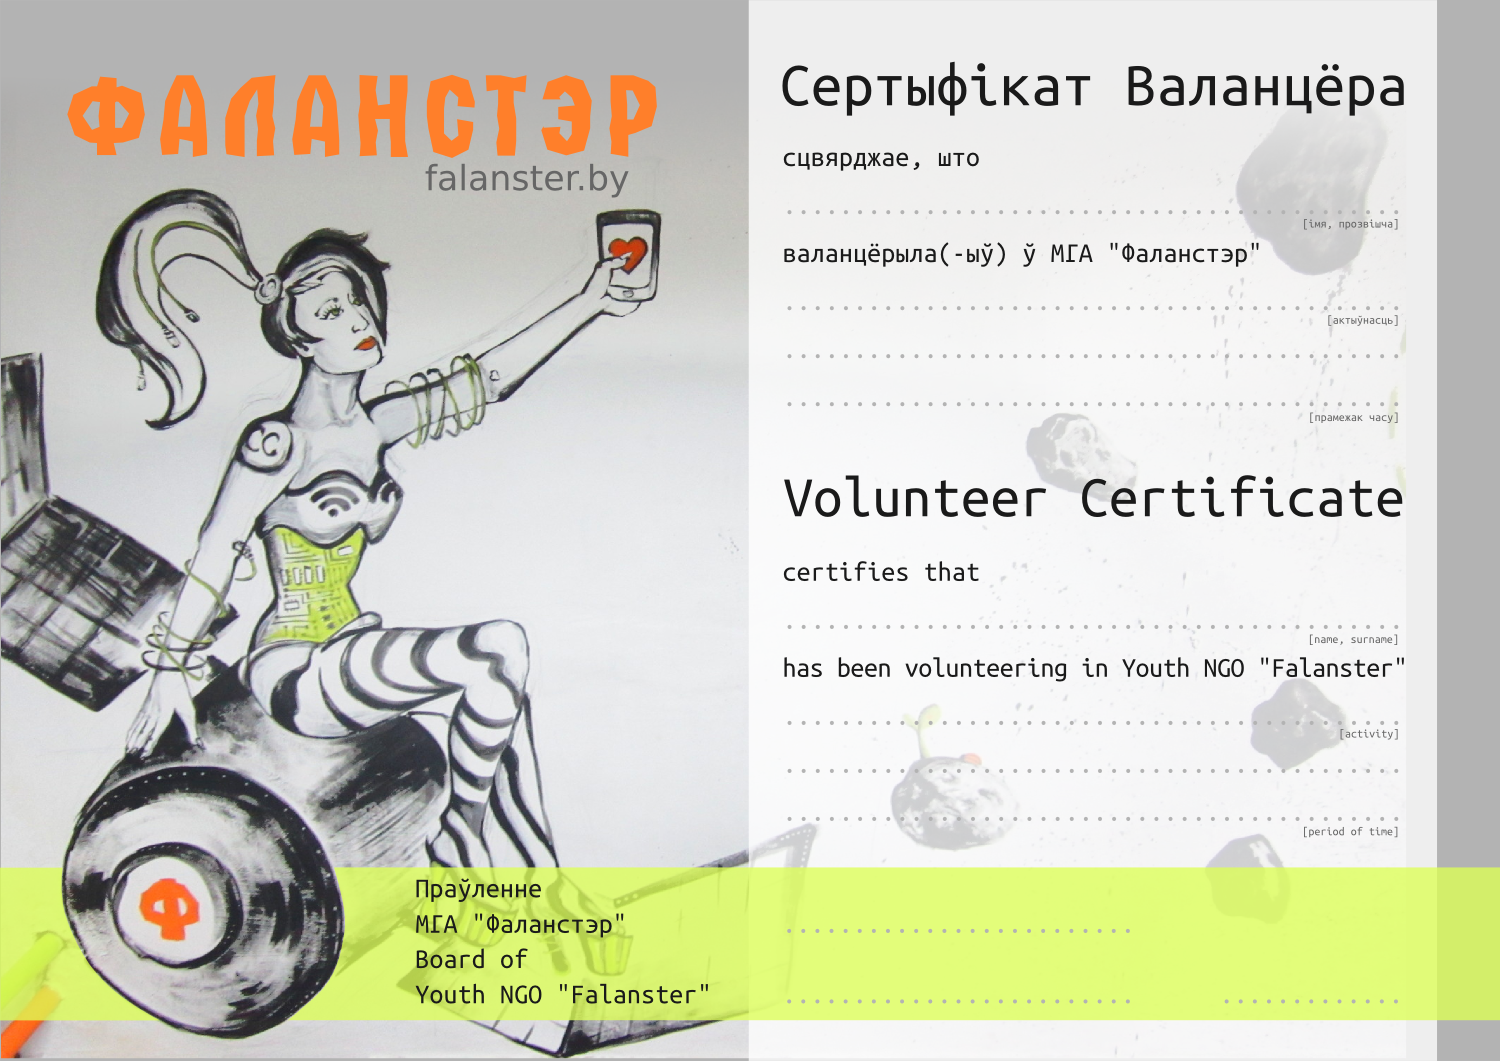 ФАЛАНСТЭР
falanster.by
Сертыфікат Валанцёра
сцвярджае, што
[імя, прозвішча]
валанцёрыла(-ыў) ў МГА "Фаланстэр"
[актыўнасць]
[прамежак часу]
Volunteer Certificate
certifies that
[name, surname]
has been volunteering in Youth NGO "Falanster"
[activity]
[period of time]
Ф
Праўленне
МГА "Фаланстэр"
Board of
Youth NGO "Falanster"